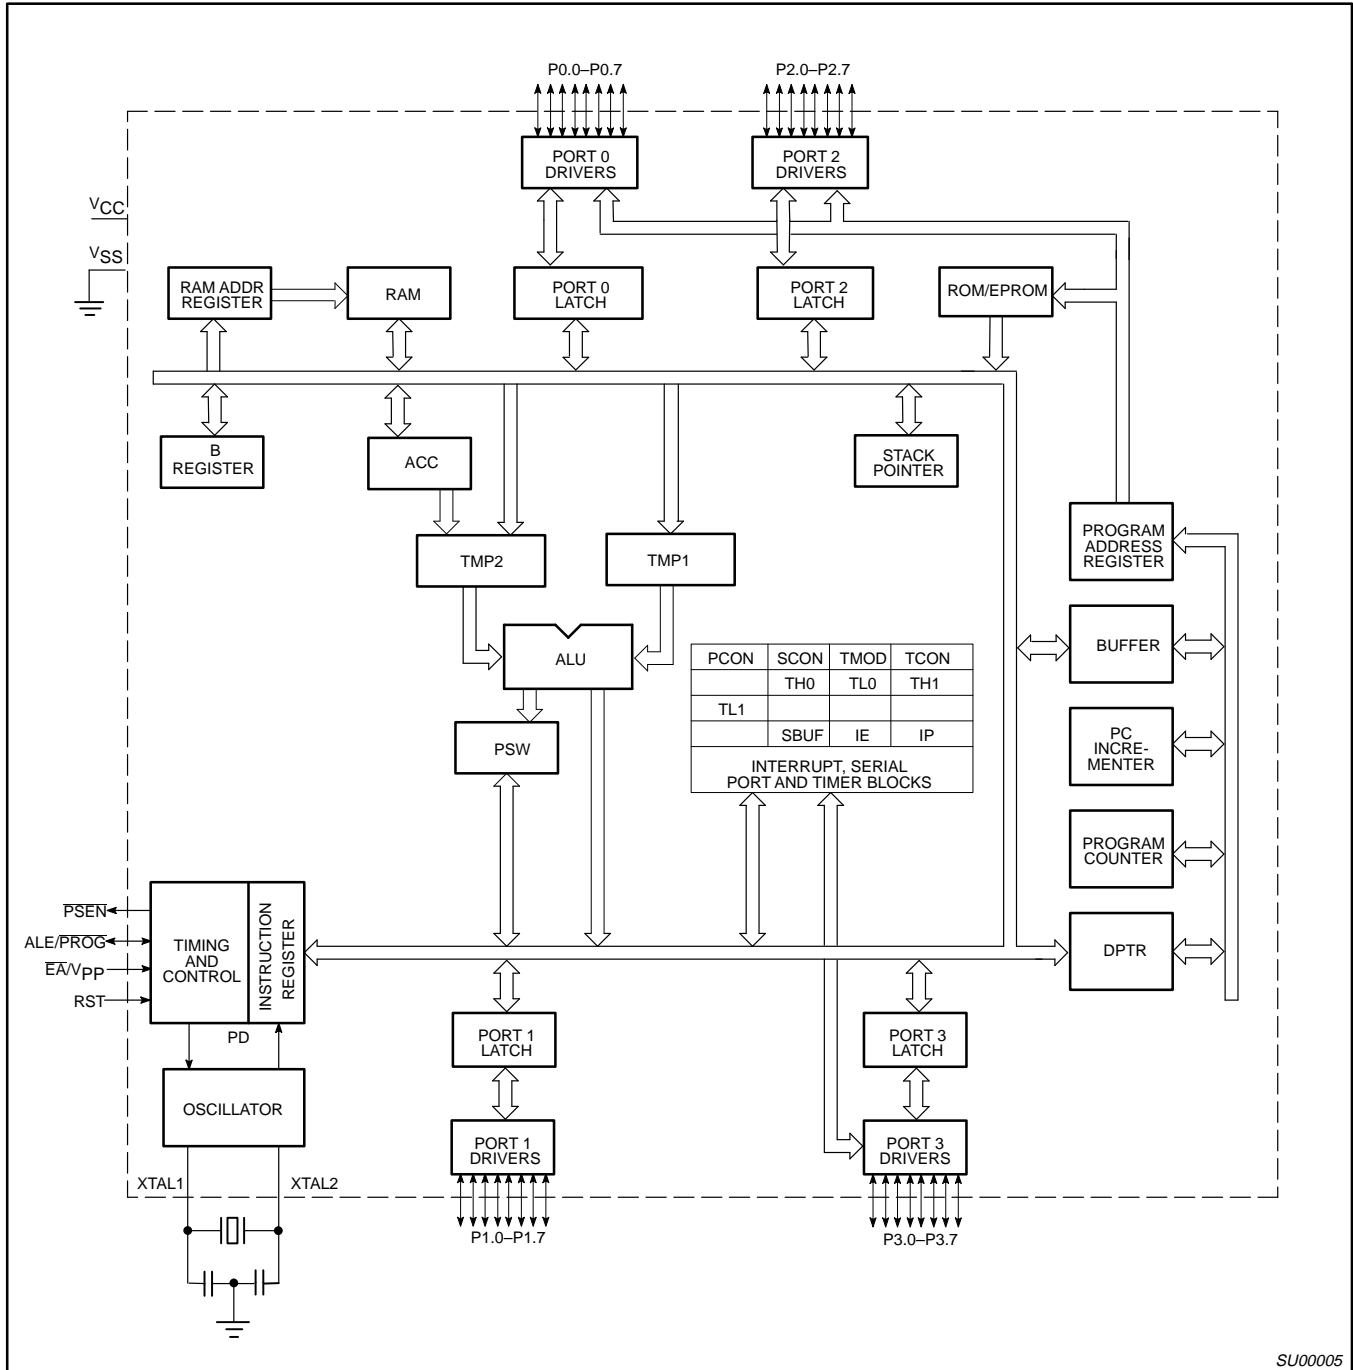 P0.0–P0.7
P2.0–P2.7
PORT 0
DRIVERS
PORT 2
DRIVERS
VCC
VSS
RAM ADDR
REGISTER
RAM
PORT 0
LATCH
PORT 2
LATCH
ROM/EPROM
B
REGISTER
ACC
STACK
POINTER
PROGRAM
ADDRESS
REGISTER
TMP2
TMP1
ALU
BUFFER
PCON SCON TMOD TCON
TH0 TL0 TH1
TL1
SBUF IE IP
INTERRUPT, SERIAL
PORT AND TIMER BLOCKS
PSW
PC
INCRE-
MENTER
PROGRAM
COUNTER
PSEN
ALE/PROG
EA/VPP
RST
TIMING
AND
CONTROL
INSTRUCTION
REGISTER
DPTR
PD
PORT 1
LATCH
PORT 3
LATCH
OSCILLATOR
PORT 1
DRIVERS
PORT 3
DRIVERS
XTAL1
XTAL2
P1.0–P1.7
P3.0–P3.7
SU00005